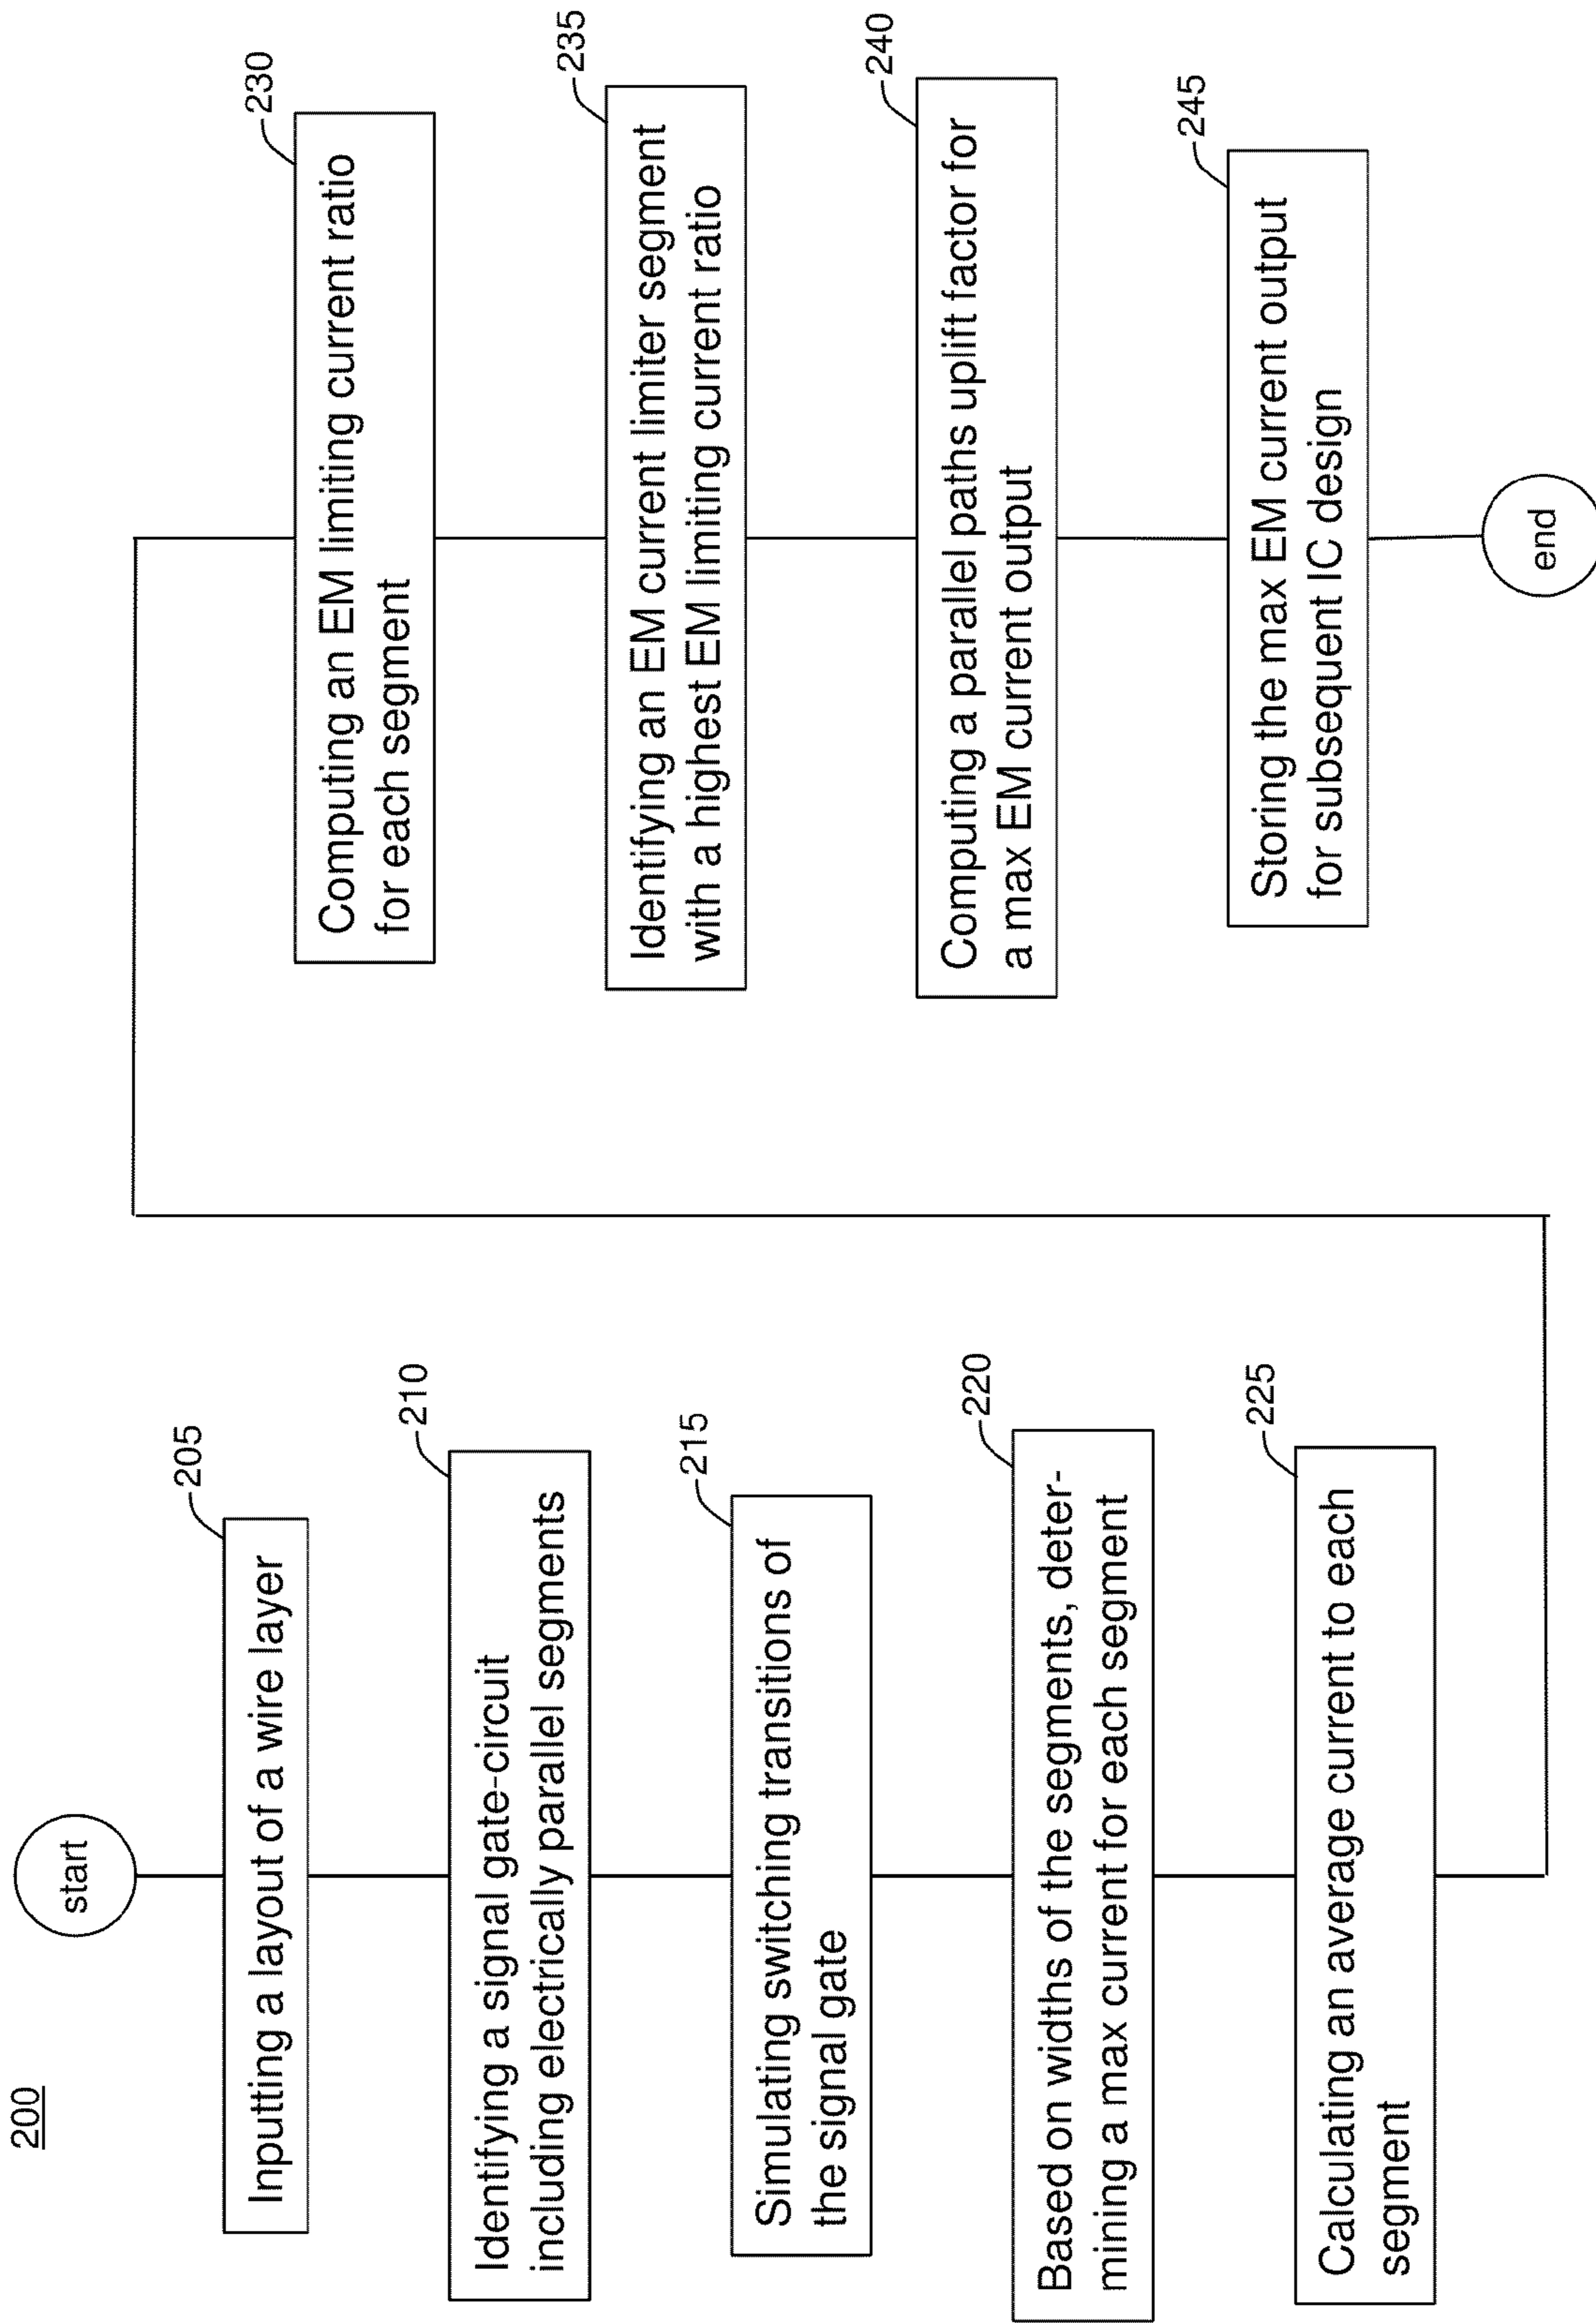 200
start
205
Inputting a layout of a wire layer
210
Identifying a signal gate-circuit
including electrically parallel segments
215
Simulating switching transitions of
the signal gate
220
Based on widths of the segments, deter-
mining a max current for each segment
225
Calculating an average current to each
segment
230
Computing an EM limiting current ratio
for each segment
235
Identifying an EM current limiter segment
with a highest EM limiting current ratio
240
Computing a parallel paths uplift factor for
a max EM current output
245
Storing the max EM current output
for subsequent IC design
end